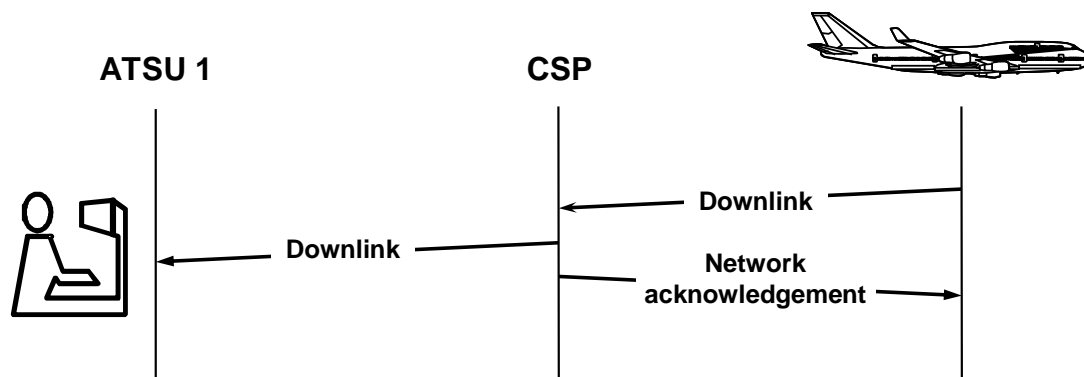 ATSU 1
CSP
Downlink
Downlink
Network
acknowledgement